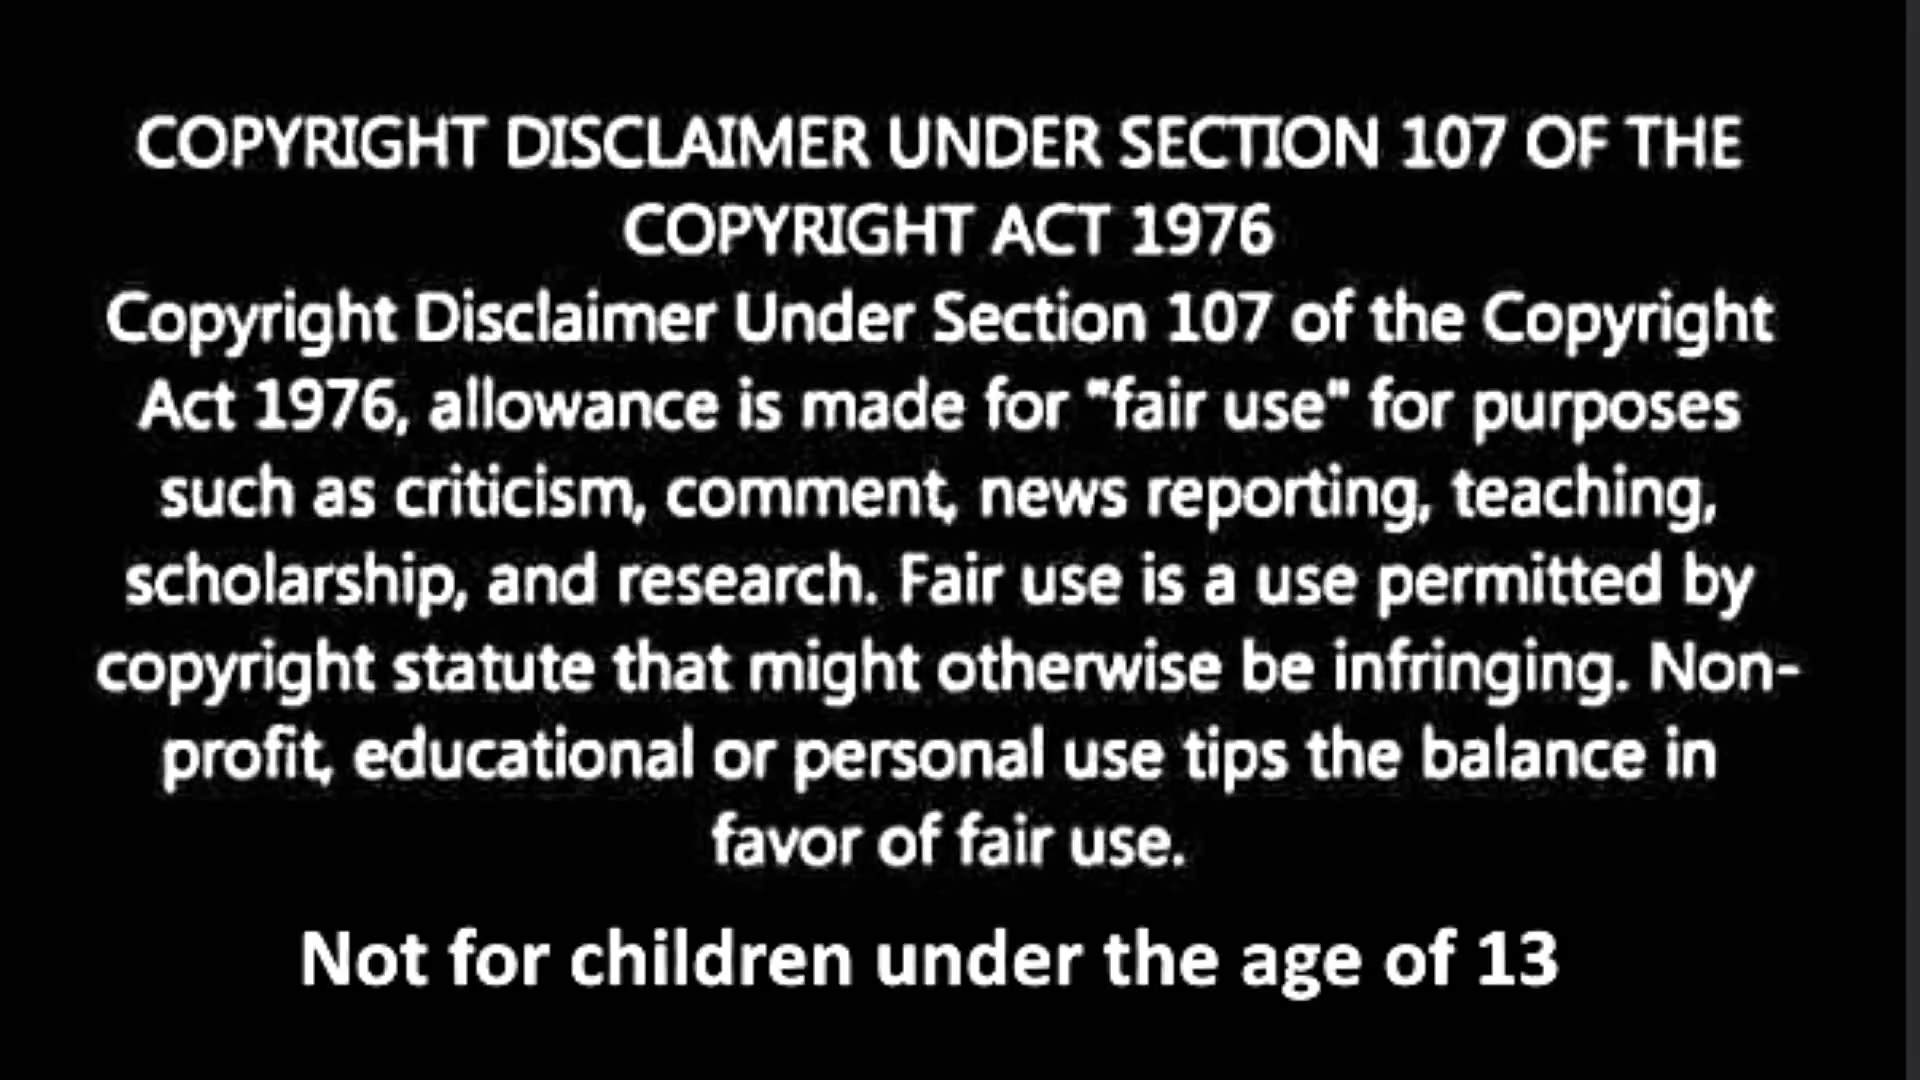 COPYRIGHT DISCLAIMER UNDER SECTION 107 OF THE
COPYRIGHT ACT 1976
Copyright Disclaimer Under Section 107 of the Copyright
Act 1976, allowance is made for "fair use" for purposes
such as criticism, comment, news reporting, teaching,
scholarship, and research. Fair use is a use permitted by
copyright statute that might otherwise be infringing. Non-
profit, educational or personal use tips the balance in
favor of fair use.
Not for children under the age of 13